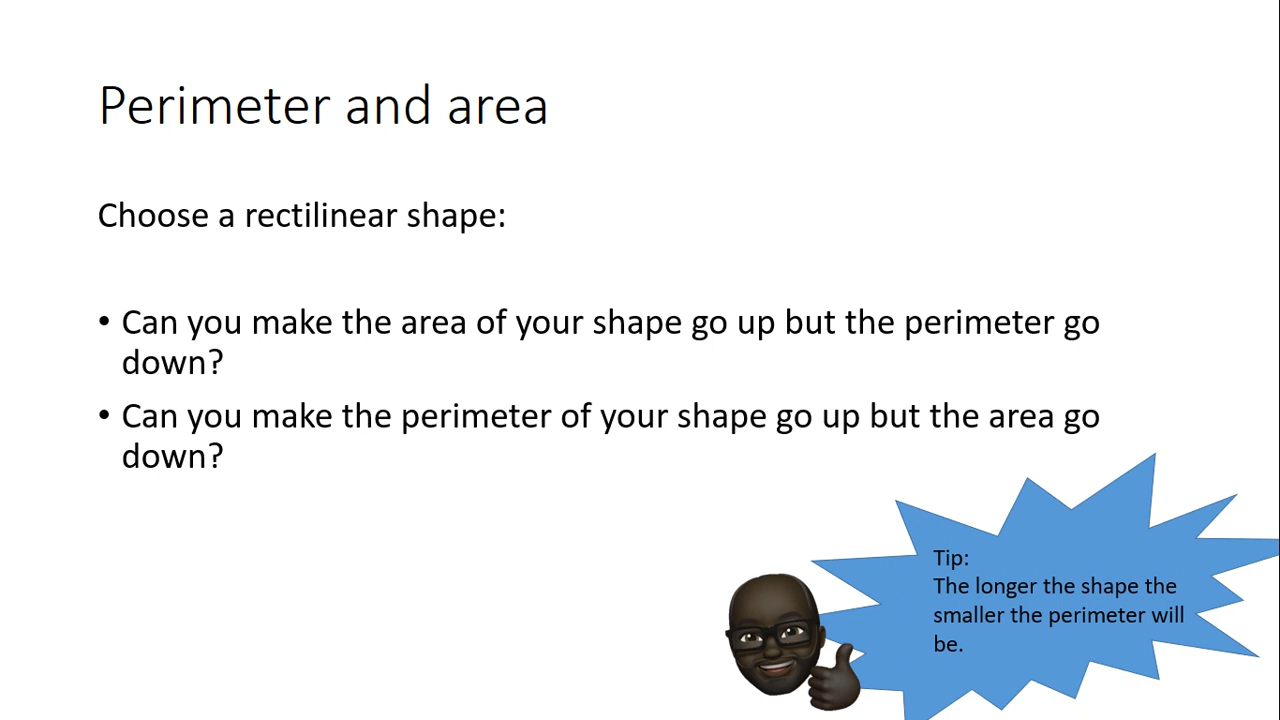 Perimeter and area
Choose a rectilinear shape:
• Can you make the area of your shape go up but the perimeter go
down?
• Can you make the perimeter of your shape go up but the area go
down?
Tip:
The longer the shape the
smaller the perimeter will
be.